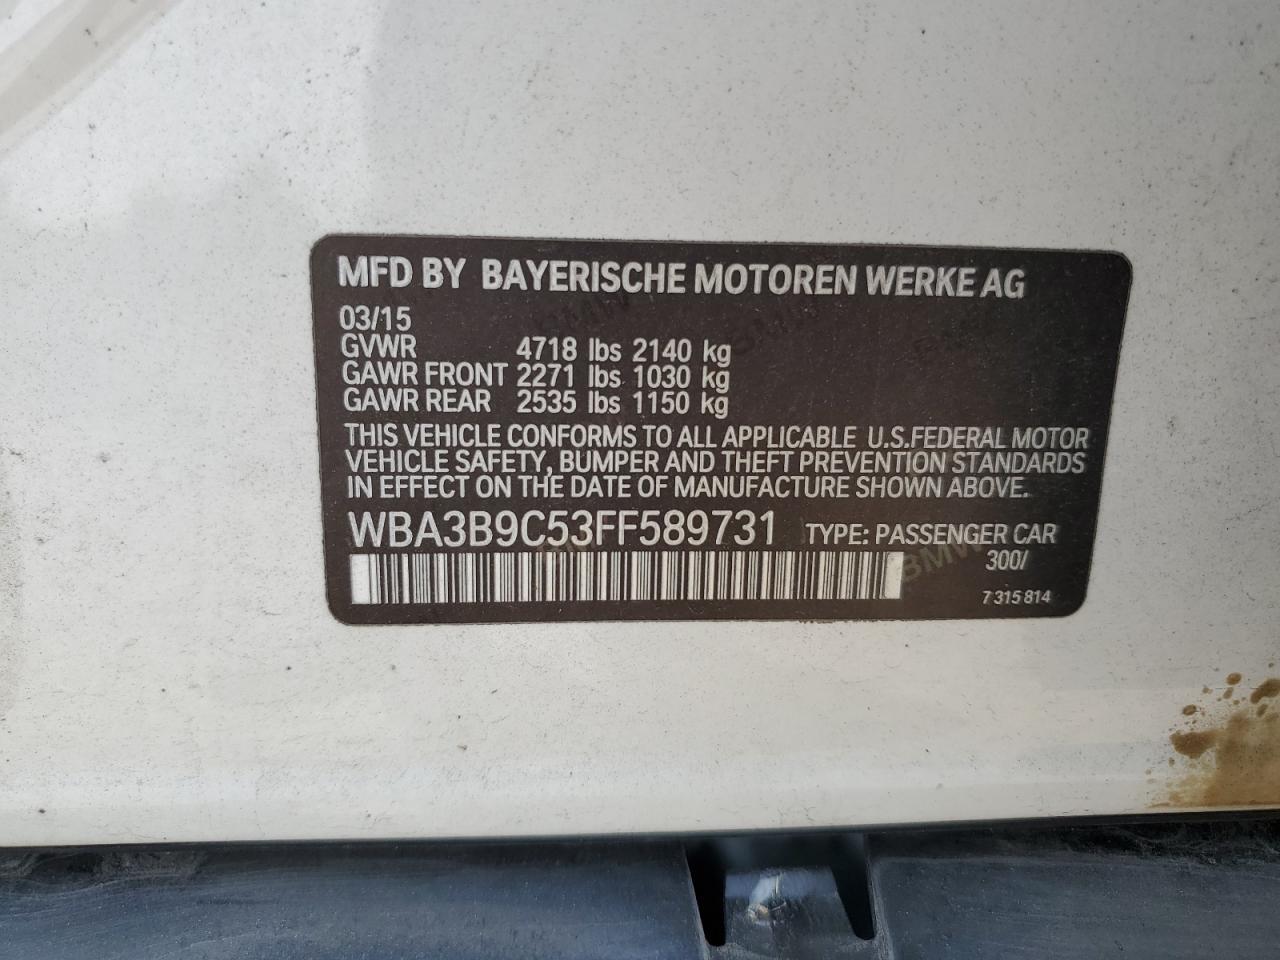 MFD BY BAYERISCHE MOTOREN WERKE AG
03/15
GVWR 4718 lbs 2140 kg
GAWR FRONT 2271 lbs 1030 kg
GAWR REAR 2535 lbs 1150 kg
THIS VEHICLE CONFORMS TO ALL APPLICABLE U.S.FEDERAL MOTOR
VEHICLE SAFETY, BUMPER AND THEFT PREVENTION STANDARDS
IN EFFECT ON THE DATE OF MANUFACTURE SHOWN ABOVE.
WBA3B9C53FF589731 TYPE: PASSENGER CAR
300/
7 315 814
BMW
BMW
BMW